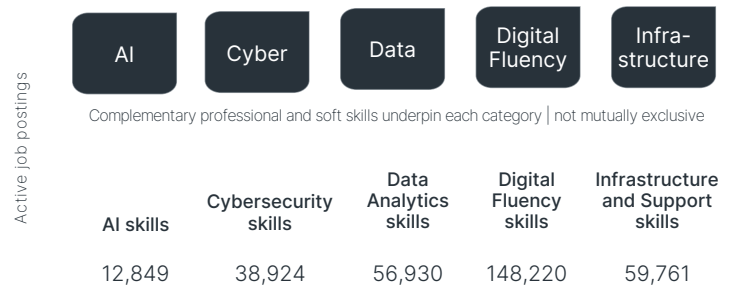 Active job postings
AI
Cyber
Data
Digital
Fluency
Infra-
structure
Complementary professional and soft skills underpin each category | not mutually exclusive
AI skills
Cybersecurity
skills
Data
Analytics
skills
Digital
Fluency
skills
Infrastructure
and Support
skills
12,849
38,924
56,930
148,220
59,761